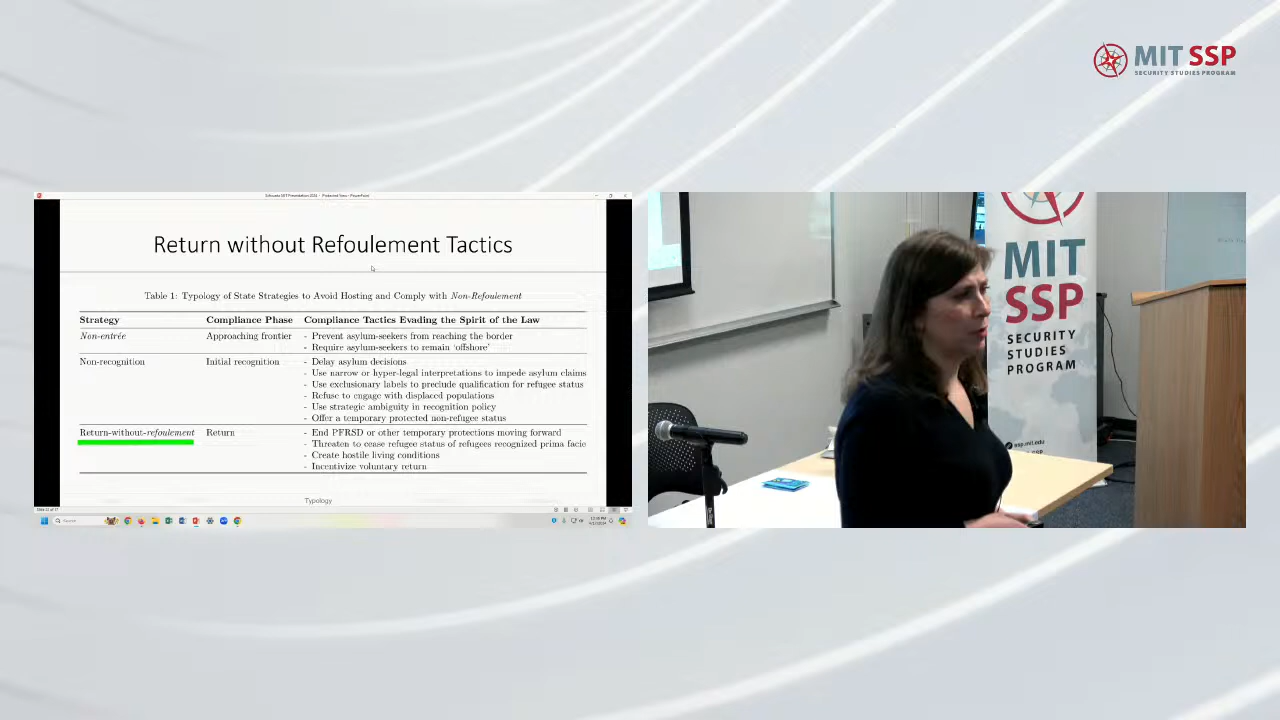 MIT SSP
SECURITY STUDIES PROGRAM
Return without Refoulement Tactics
Table 1: Typology of State Strategies to Avoid Hosting and Comply with Non-Refoulement
Strategy Compliance Phase Compliance Tactics Evading the Spirit of the Law
Non-entrée Approaching frontier - Prevent asylum-seekers from reaching the border
- Require asylum-seekers to remain 'offshore'
Non-recognition Initial recognition - Delay asylum decisions
- Use narrow or hyper-legal interpretations to impede asylum claims
- Use exclusionary labels to preclude qualification for refugee status
- Refuse to engage with displaced populations
- Use strategic ambiguity in recognition policy
- Offer a temporary protected non-refugee status
Return-without-refoulement Return - End PFRSD or other temporary protections moving forward
- Threaten to cease refugee status of refugees recognized prima facie
- Create hostile living conditions
- Incentivize voluntary return
Typology
Search
MIT
SSP
SECURITY
STUDIES
PROGRAM
ssp.mit.edu